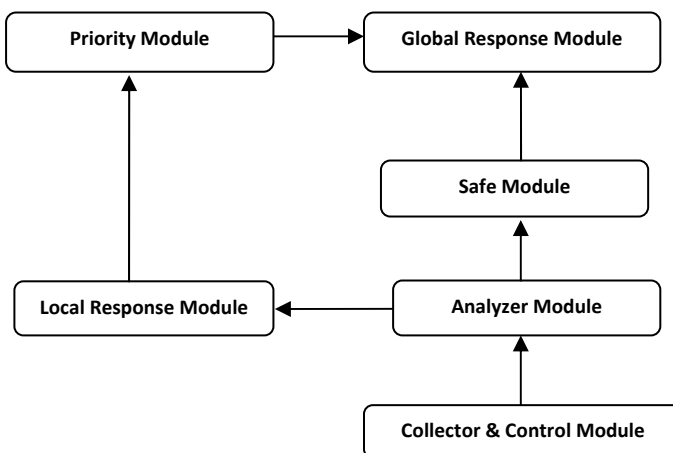 Priority Module
Global Response Module
Safe Module
Local Response Module
Analyzer Module
Collector & Control Module